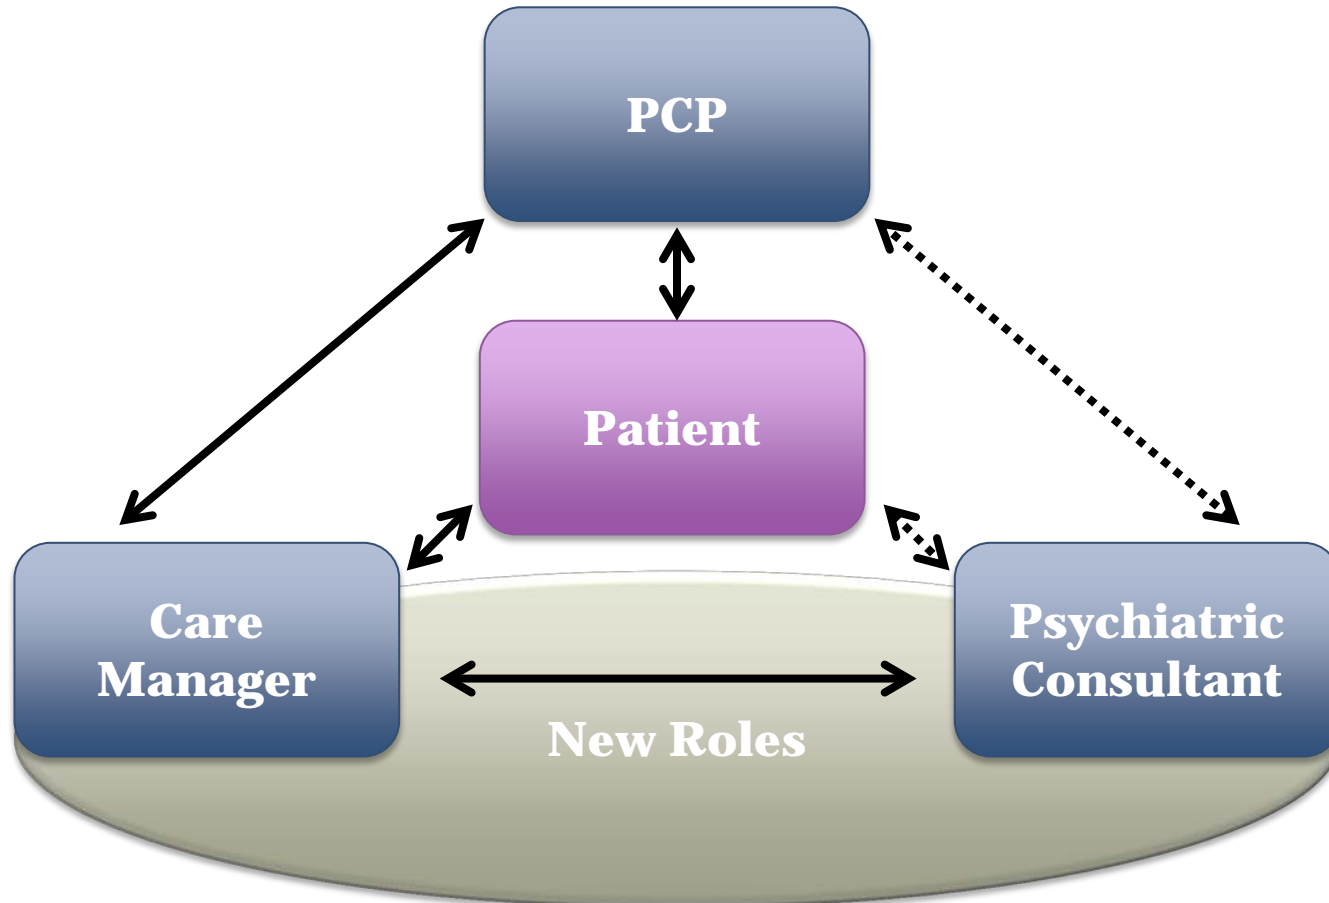 PCP
Patient
Care
Manager
Psychiatric
Consultant
New Roles